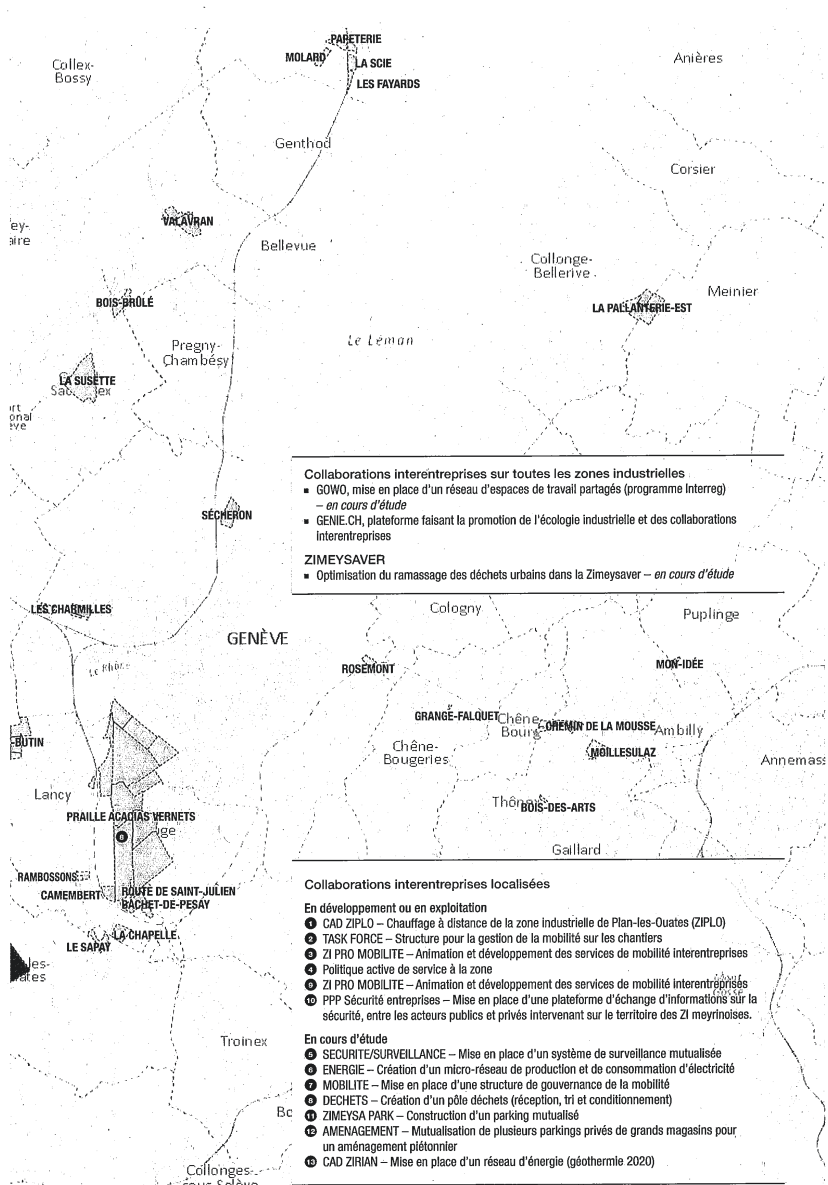 PAPETERIE
MOLARD
LA SCIE
LES FAYARDS
Collex-
Bossy
Anières
Genthod
Corsier
VALAVRAN
ey-
aire
Bellevue
Collonge-
Bellerive
BOIS-BRÛLÉ
LA PALLANTERIE-EST
Meinier
Le Léman
Pregny-
Chambésy
LA SUSETTE
ex
ort
onal
eve
Collaborations interentreprises sur toutes les zones industrielles
▪ GOWO, mise en place d'un réseau d'espaces de travail partagés (programme Interreg)
– en cours d'étude
▪ GENIE.CH, plateforme faisant la promotion de l'écologie industrielle et des collaborations
interentreprises
ZIMEYSAVER
▪ Optimisation du ramassage des déchets urbains dans la Zimeysaver – en cours d'étude
SÉCHERON
LES CHARMILLES
Cologny
Puplinge
GENÈVE
Le Rhône
ROSEMONT
MON-IDÉE
GRANGE-FALQUET
Chêne-
Bourg
CHEMIN DE LA MOUSSE
Ambilly
-BUTIN
Chêne-
Bougeries
MOILLESULAZ
Annemass
Lancy
BOIS-DES-ARTS
PRAILLE ACACIAS VERNETS
8
uge
Gaillard
RAMBOSSONS
CAMEMBERT
ROUTE DE SAINT-JULIEN
BACHET-DE-PESAY
LA CHAPELLE
LE SAPAY
les-
uates
Collaborations interentreprises localisées
En développement ou en exploitation
1 CAD ZIPLO – Chauffage à distance de la zone industrielle de Plan-les-Ouates (ZIPLO)
2 TASK FORCE – Structure pour la gestion de la mobilité sur les chantiers
3 ZI PRO MOBILITE – Animation et développement des services de mobilité interentreprises
4 Politique active de service à la zone
9 ZI PRO MOBILITE – Animation et développement des services de mobilité interentreprises
10 PPP Sécurité entreprises – Mise en place d'une plateforme d'échange d'informations sur la
sécurité, entre les acteurs publics et privés intervenant sur le territoire des ZI meyrinoises.
En cours d'étude
5 SECURITE/SURVEILLANCE – Mise en place d'un système de surveillance mutualisée
6 ENERGIE – Création d'un micro-réseau de production et de consommation d'électricité
7 MOBILITE – Mise en place d'une structure de gouvernance de la mobilité
8 DECHETS – Création d'un pôle déchets (réception, tri et conditionnement)
11 ZIMEYSA PARK – Construction d'un parking mutualisé
12 AMENAGEMENT – Mutualisation de plusieurs parkings privés de grands magasins pour
un aménagement piétonnier
13 CAD ZIRIAN – Mise en place d'un réseau d'énergie (géothermie 2020)
Troinex
Bo
Collonges-
sous-Salève